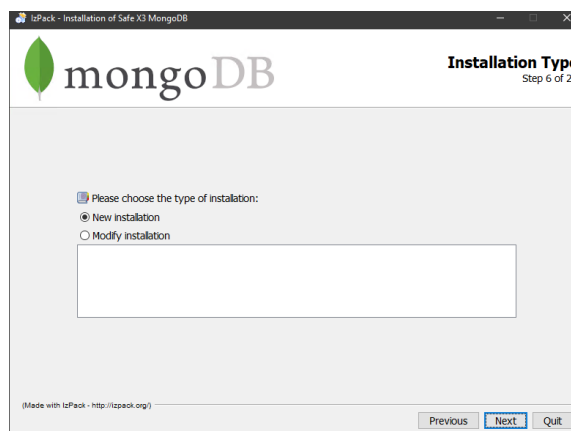 IzPack - Installation of Safe X3 MongoDB
mongoDB
Installation Type
Step 6 of 2
Please choose the type of installation:
New installation
Modify installation
(Made with IzPack - http://izpack.org/)
Previous Next Quit